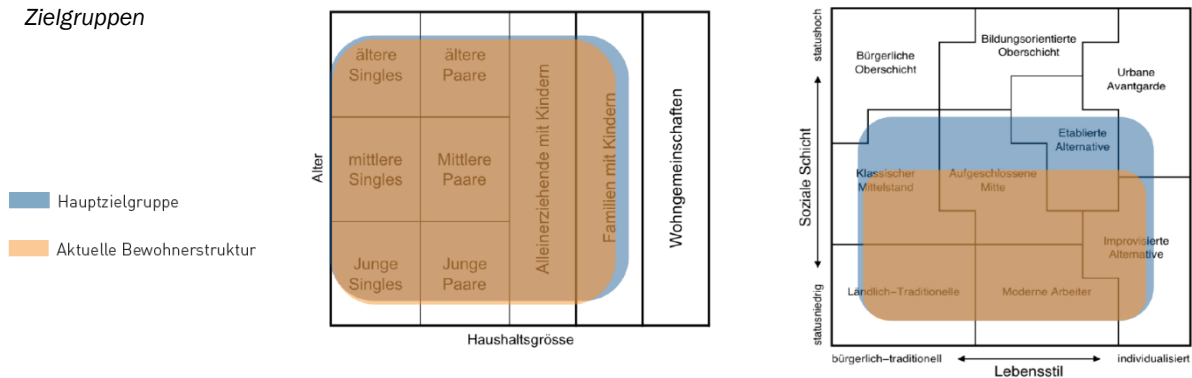 Zielgruppen
Hauptzielgruppe
Aktuelle Bewohnerstruktur
Alter
ältere
Singles
ältere
Paare
mittlere
Singles
Mittlere
Paare
Junge
Singles
Junge
Paare
Alleinerziehende mit Kindern
Familien mit Kindern
Wohngemeinschaften
Haushaltsgrösse
Soziale Schicht
statushoch
statusniedrig
Bürgerliche
Oberschicht
Bildungsorientierte
Oberschicht
Urbane
Avantgarde
Etablierte
Alternative
Klassischer
Mittelstand
Aufgeschlossene
Mitte
Improvisierte
Alternative
Ländlich-Traditionelle
Moderne Arbeiter
bürgerlich-traditionell
individualisiert
Lebensstil